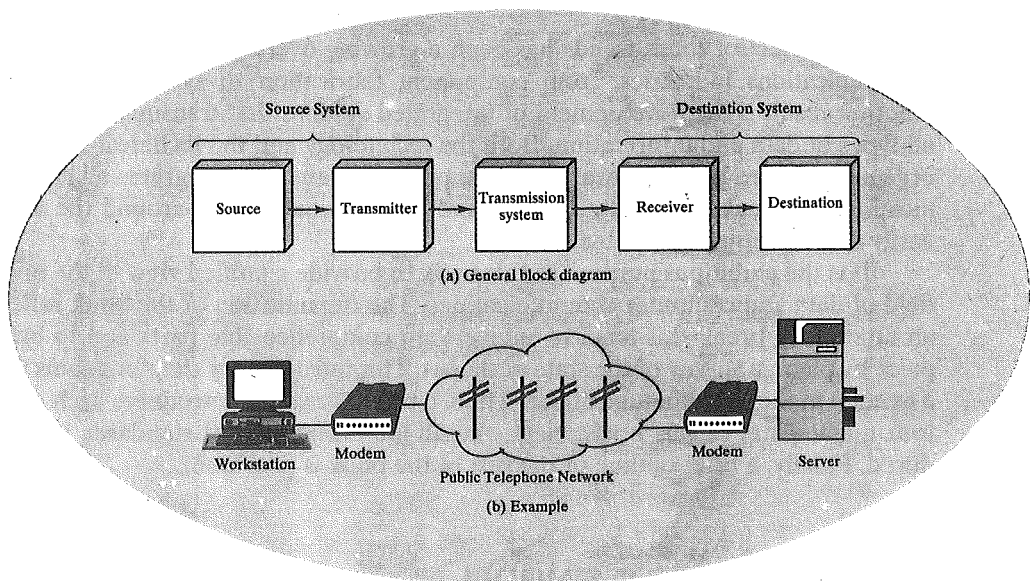 Source System
Destination System
Source
Transmitter
Transmission
system
Receiver
Destination
(a) General block diagram
Workstation
Modem
Public Telephone Network
Modem
Server
(b) Example